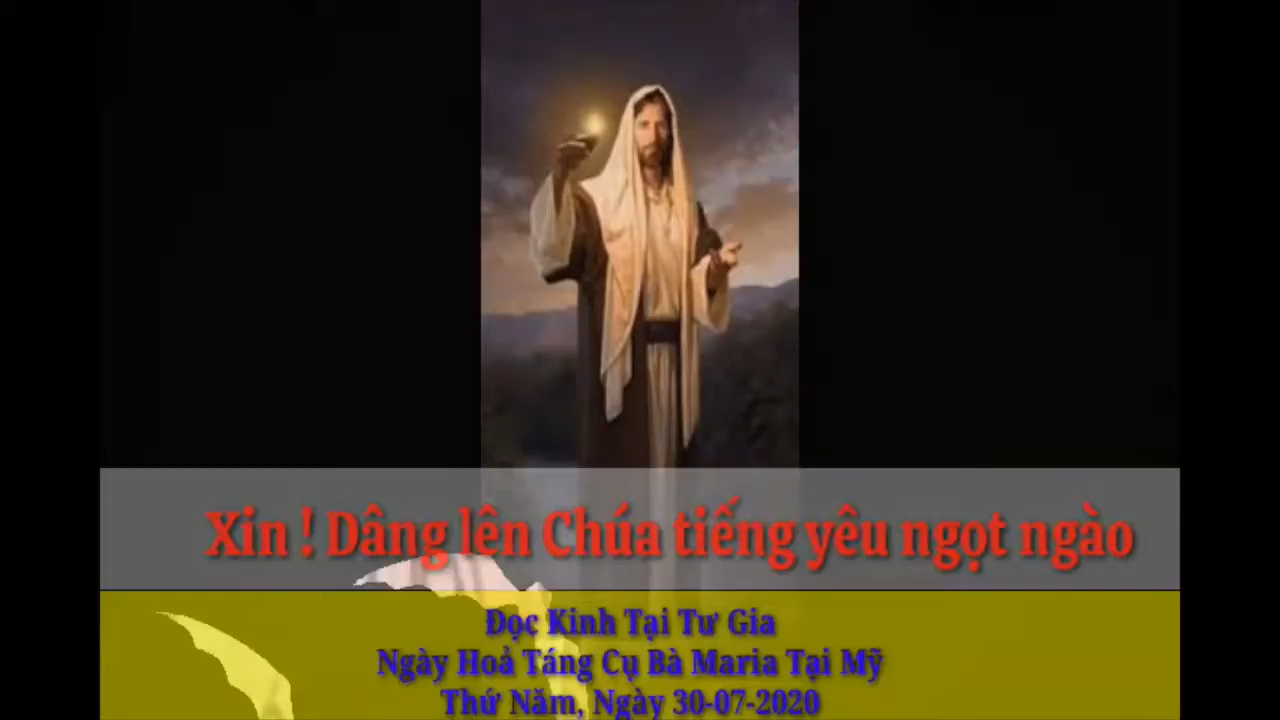 Xin ! Dâng lên Chúa tiếng yêu ngọt ngào
Đọc Kinh Tại Tư Gia
Ngày Hoả Táng Cụ Bà Maria Tại Mỹ
Thứ Năm, Ngày 30-07-2020